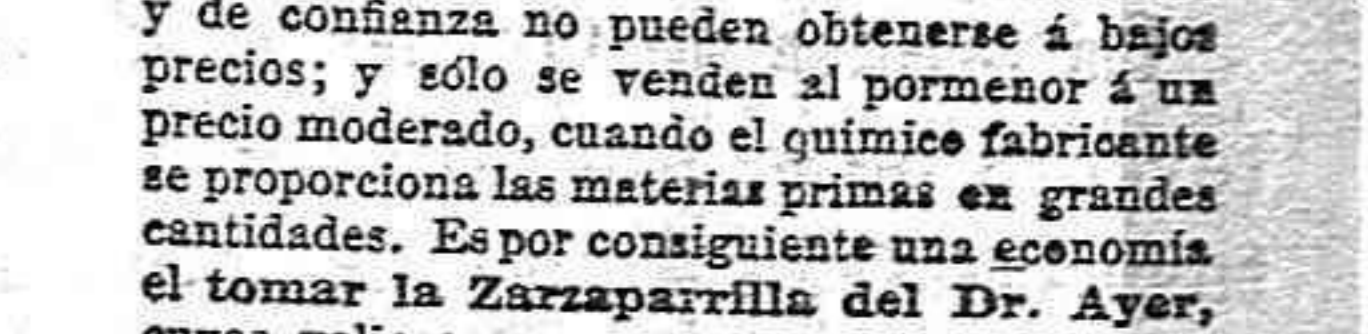 y de confianza no pueden obtenerse á bajos
precios; y sólo se venden al pormenor á un
precio moderado, cuando el químico fabricante
se proporciona las materias primas en grandes
cantidades. Es por consiguiente una economía
el tomar la Zarzaparrilla del Dr. Ayer,